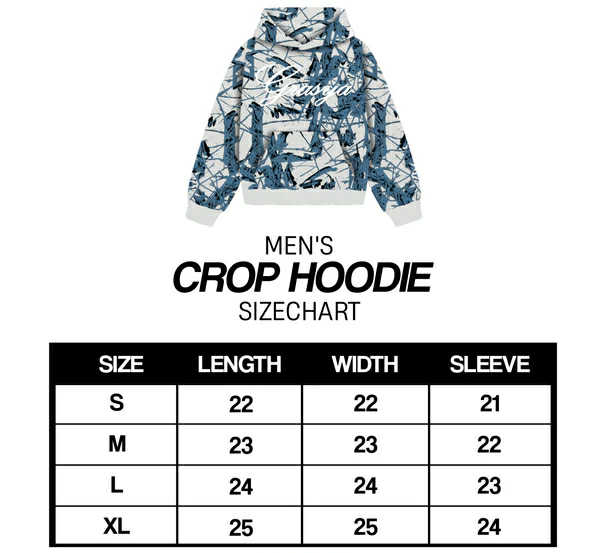 Grasya
MEN'S
CROP HOODIE
SIZECHART
SIZE LENGTH WIDTH SLEEVE
S 22 22 21
M 23 23 22
L 24 24 23
XL 25 25 24